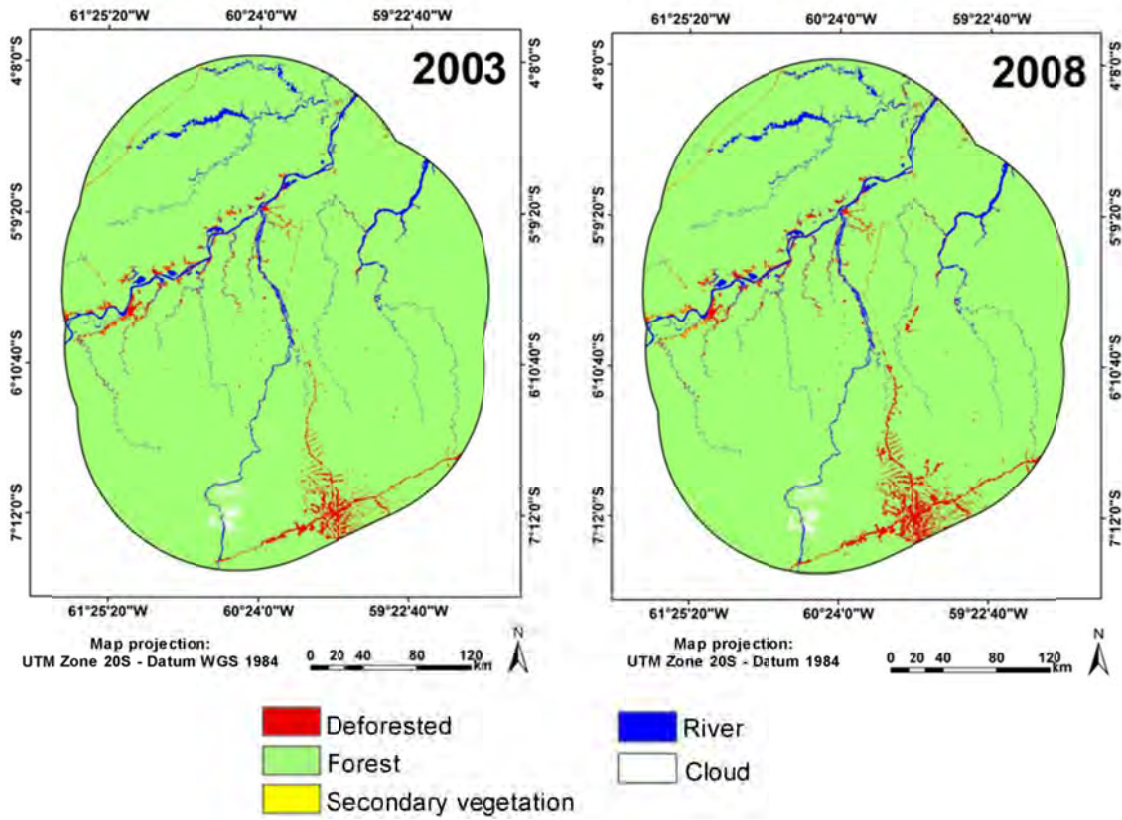 61°25'20"W 60°24'0"W 59°22'40"W
61°25'20"W 60°24'0"W 59°22'40"W
2003
2008
4°8'0"S
4°8'0"S
4°8'0"S
4°8'0"S
5°9'20"S
5°9'20"S
5°9'20"S
5°9'20"S
6°10'40"S
6°10'40"S
6°10'40"S
6°10'40"S
7°12'0"S
7°12'0"S
7°12'0"S
7°12'0"S
61°25'20"W 60°24'0"W 59°22'40"W
61°25'20"W 60°24'0"W 59°22'40"W
Map projection:
UTM Zone 20S - Datum WGS 1984
0 20 40 80 120
km
N
Map projection:
UTM Zone 20S - Datum 1984
0 20 40 80 120
km
N
Deforested
Forest
Secondary vegetation
River
Cloud